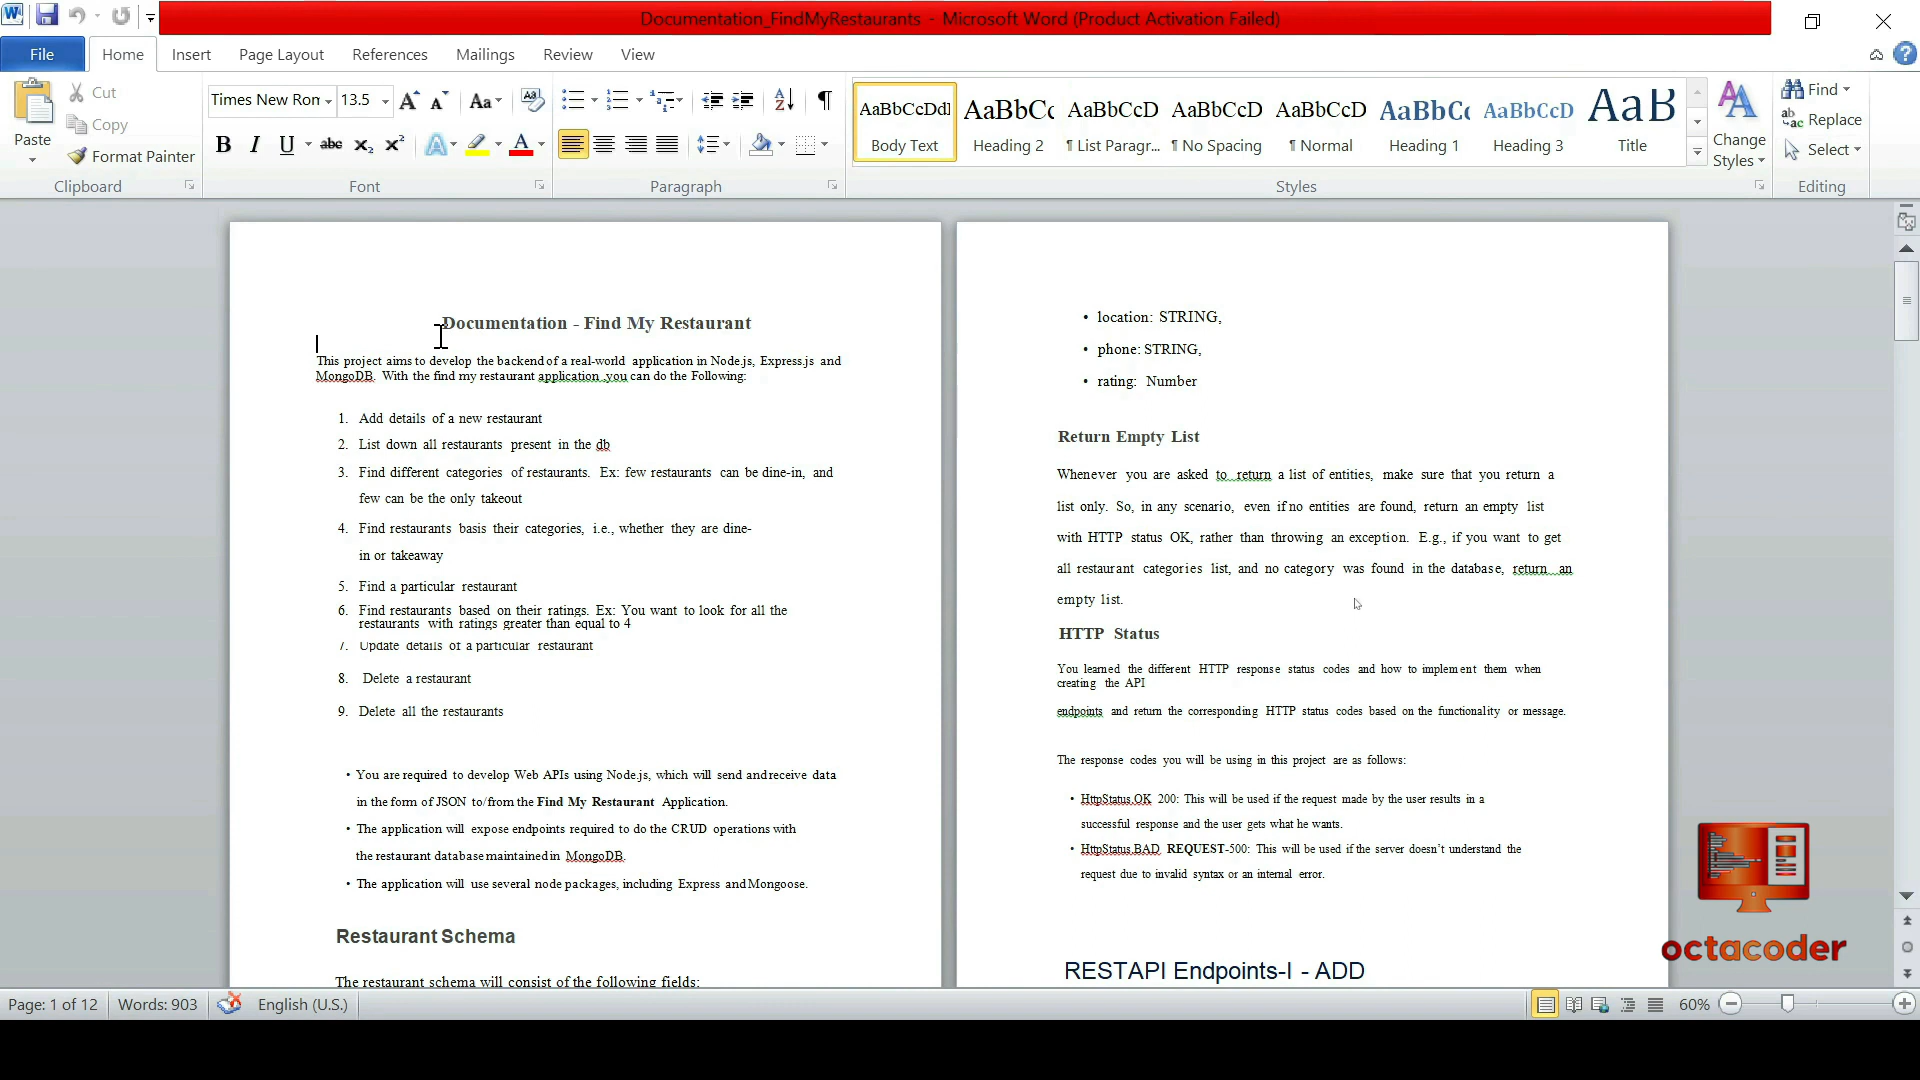 Documentation_FindMyRestaurants - Microsoft Word (Product Activation Failed)
File Home Insert Page Layout References Mailings Review View
Cut
Copy
Format Painter
Paste
Clipboard
Times New Rom 13.5
Font
Paragraph
AaBbCcDdI AaBbCc AaBbCcD AaBbCcD AaBbCcD AaBbCc AaBbCcD AaB
Body Text Heading 2 ¶ List Paragr... ¶ No Spacing ¶ Normal Heading 1 Heading 3 Title
Styles
Change
Styles
Find
Replace
Select
Editing
Documentation - Find My Restaurant
This project aims to develop the backend of a real-world application in Node.js, Express.js and
MongoDB. With the find my restaurant application ,you can do the Following:
1. Add details of a new restaurant
2. List down all restaurants present in the db
3. Find different categories of restaurants. Ex: few restaurants can be dine-in, and
few can be the only takeout
4. Find restaurants basis their categories, i.e., whether they are dine-
in or takeaway
5. Find a particular restaurant
6. Find restaurants based on their ratings. Ex: You want to look for all the
restaurants with ratings greater than equal to 4
7. Update details of a particular restaurant
8. Delete a restaurant
9. Delete all the restaurants
• You are required to develop Web APIs using Node.js, which will send and receive data
in the form of JSON to/from the Find My Restaurant Application.
• The application will expose endpoints required to do the CRUD operations with
the restaurant database maintained in MongoDB.
• The application will use several node packages, including Express and Mongoose.
Restaurant Schema
The restaurant schema will consist of the following fields:
• location: STRING,
• phone: STRING,
• rating: Number
Return Empty List
Whenever you are asked to return a list of entities, make sure that you return a
list only. So, in any scenario, even if no entities are found, return an empty list
with HTTP status OK, rather than throwing an exception. E.g., if you want to get
all restaurant categories list, and no category was found in the database, return an
empty list.
HTTP Status
You learned the different HTTP response status codes and how to implement them when
creating the API
endpoints and return the corresponding HTTP status codes based on the functionality or message.
The response codes you will be using in this project are as follows:
• HttpStatus.OK 200: This will be used if the request made by the user results in a
successful response and the user gets what he wants.
• HttpStatus.BAD REQUEST-500: This will be used if the server doesn't understand the
request due to invalid syntax or an internal error.
RESTAPI Endpoints-I - ADD
octacoder
Page: 1 of 12 Words: 903 English (U.S.) 60%